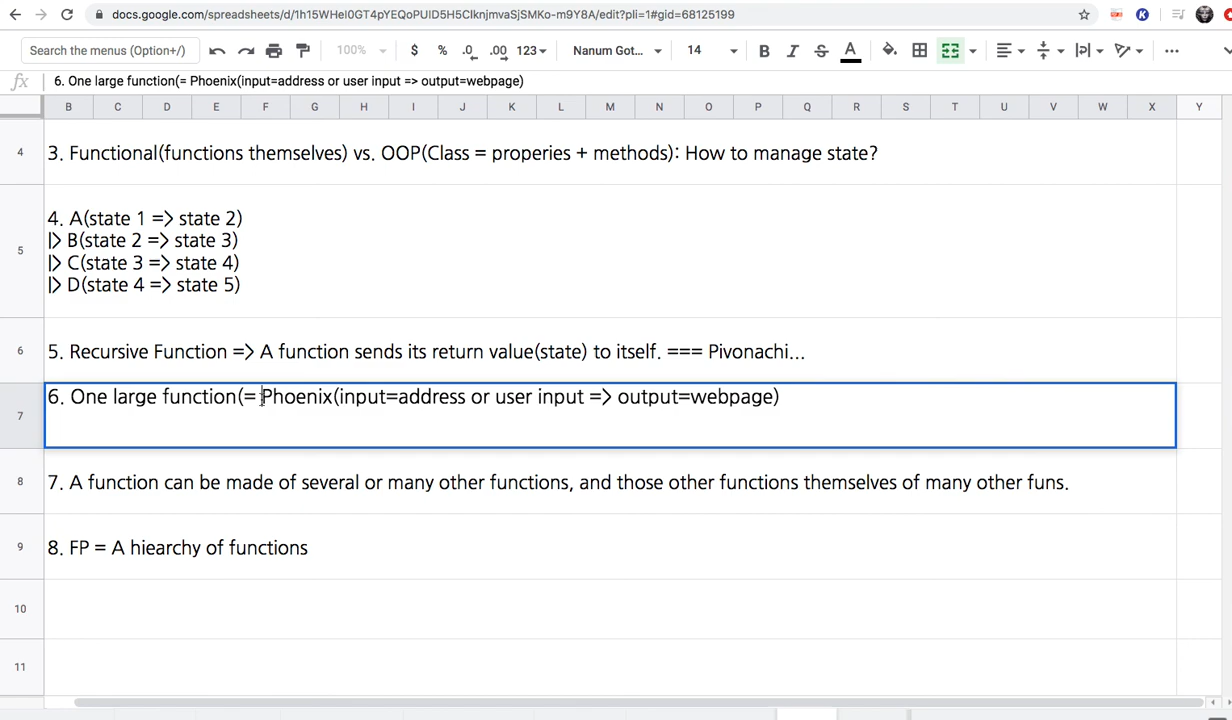 docs.google.com/spreadsheets/d/1h15WHeI0GT4pYEQoPUID5H5CIknjmvaSjSMKo-m9Y8A/edit?pli=1#gid=68125199
Search the menus (Option+/) 100% $ % .0 .00 123 Nanum Got... 14 B I S A
fx 6. One large function(= Phoenix(input=address or user input => output=webpage)
B C D E F G H I J K L M N O P Q R S T U V W X Y
4 3. Functional(functions themselves) vs. OOP(Class = properies + methods): How to manage state?
4. A(state 1 => state 2)
|> B(state 2 => state 3)
5
|> C(state 3 => state 4)
|> D(state 4 => state 5)
6 5. Recursive Function => A function sends its return value(state) to itself. === Pivonachi...
6. One large function(= Phoenix(input=address or user input => output=webpage)
7
8 7. A function can be made of several or many other functions, and those other functions themselves of many other funs.
9 8. FP = A hiearchy of functions
10
11